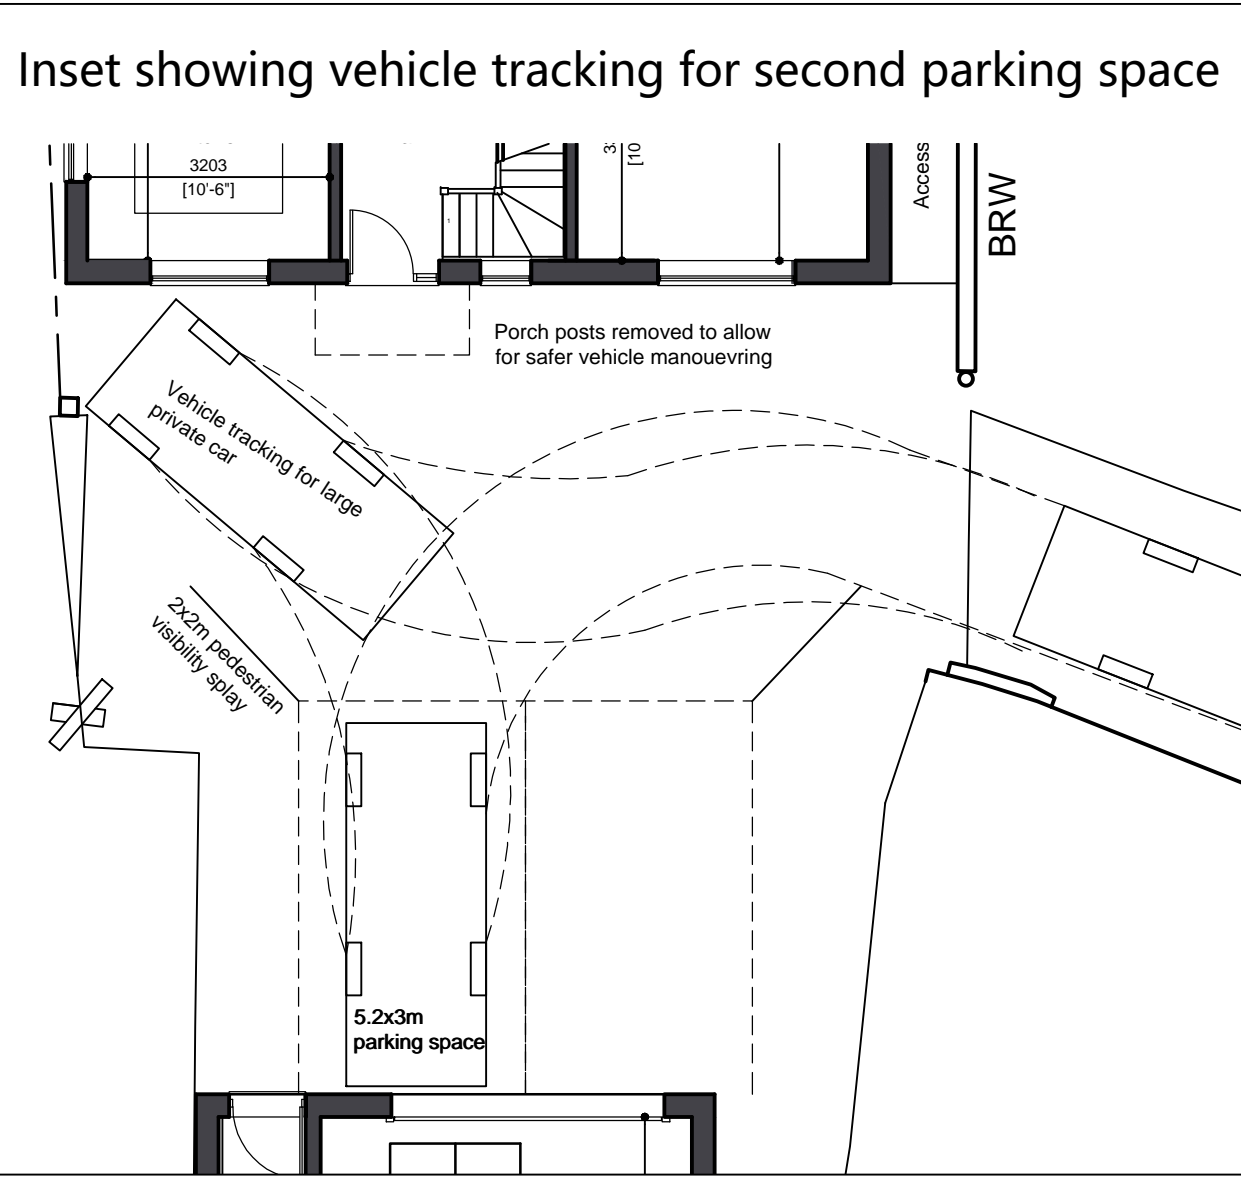 Inset showing vehicle tracking for second parking space
3203
[10'-6"]
[10
Access
BRW
Porch posts removed to allow
for safer vehicle manouevring
Vehicle tracking for large
private car
2x2m pedestrian
visibility splay
5.2x3m
parking space